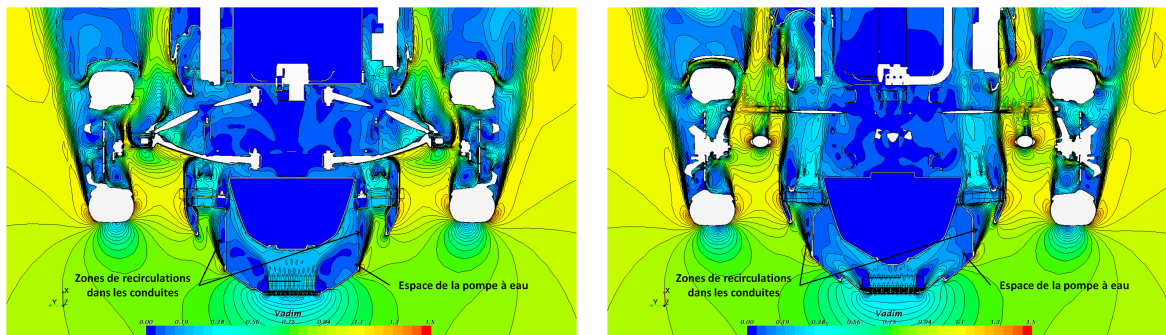 Zones de recirculations
dans les conduites
Espace de la pompe à eau
X
Y Z
Vadim
0.00 0.19 0.38 0.56 0.75 0.94 1.1 1.3 1.5
Zones de recirculations
dans les conduites
Espace de la pompe à eau
X
Y Z
Vadim
0.00 0.19 0.38 0.56 0.75 0.94 1.1 1.3 1.5